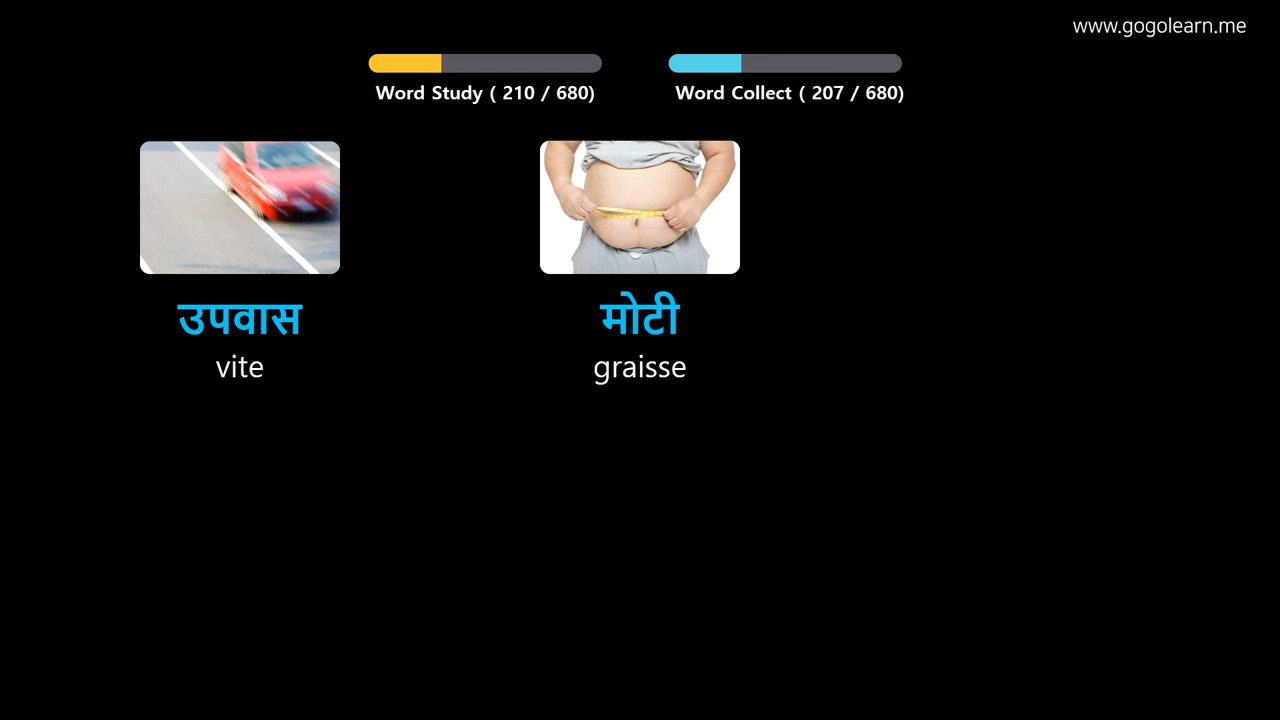 www.gogolearn.me
Word Study ( 210 / 680)
Word Collect ( 207 / 680)
उपवास
मोटी
vite
graisse